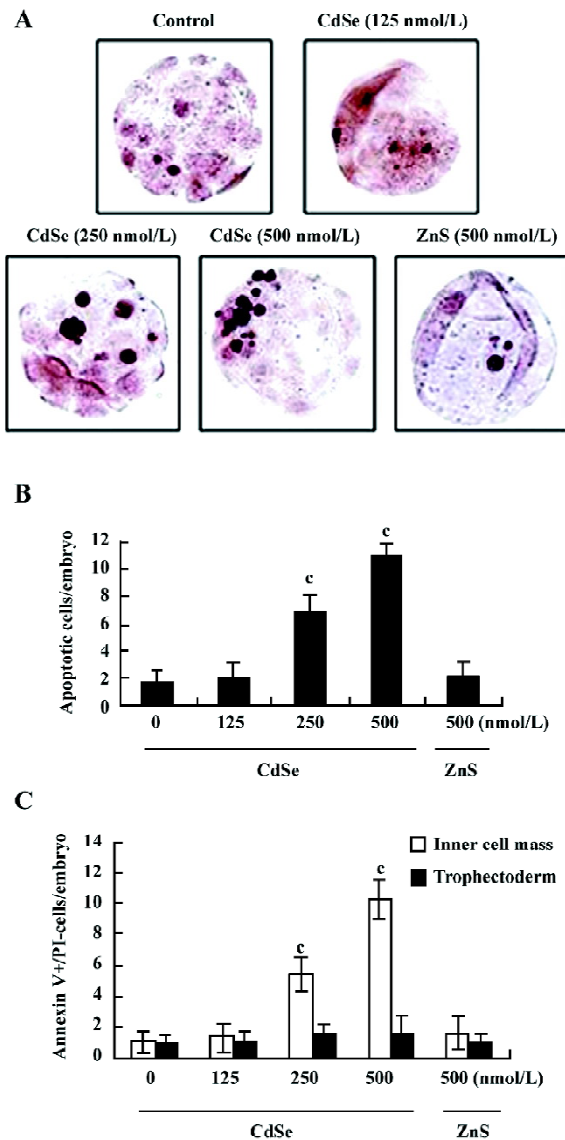 A
Control
CdSe (125 nmol/L)
CdSe (250 nmol/L)
CdSe (500 nmol/L)
ZnS (500 nmol/L)
B
Apoptotic cells/embryo
12
10
8
6
4
2
0
c
c
0
125
250
500
500 (nmol/L)
CdSe
ZnS
C
Annexin V+/PI-cells/embryo
14
12
10
8
6
4
2
0
c
c
Inner cell mass
Trophectoderm
0
125
250
500
500 (nmol/L)
CdSe
ZnS